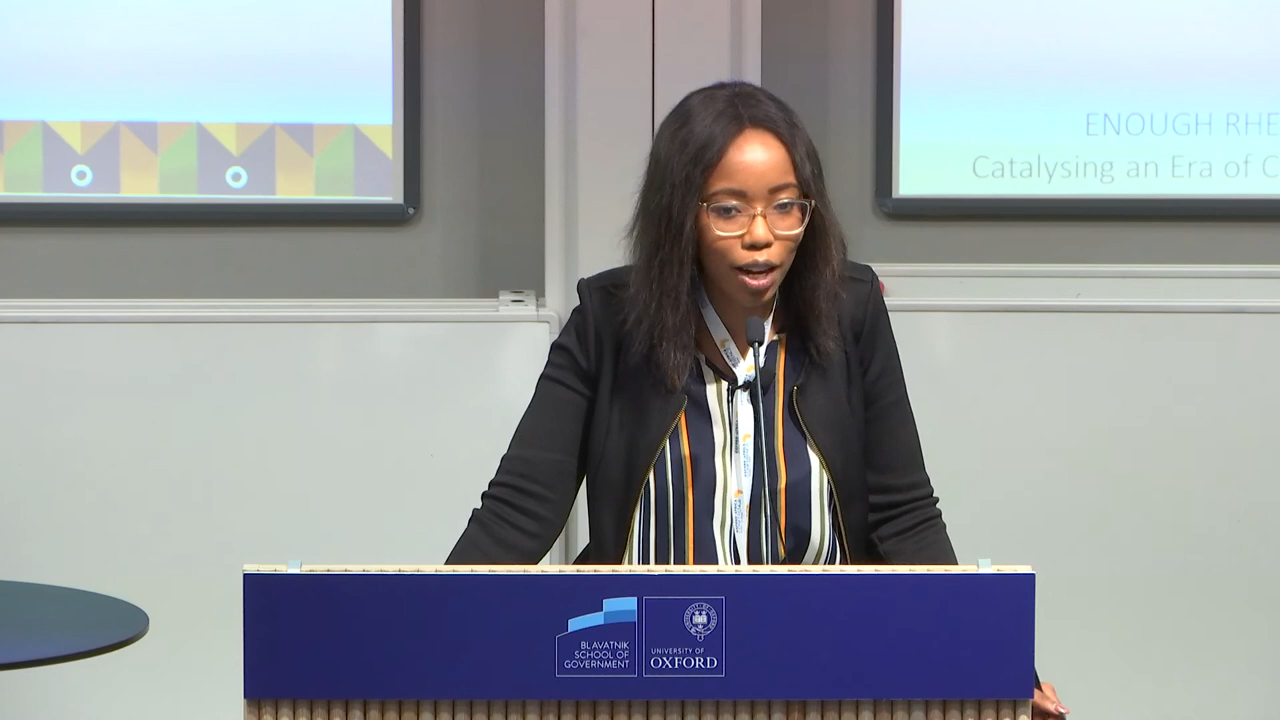 ENOUGH RHE
Catalysing an Era of C
BLAVATNIK
SCHOOL OF
GOVERNMENT
UNIVERSITY OF
OXFORD